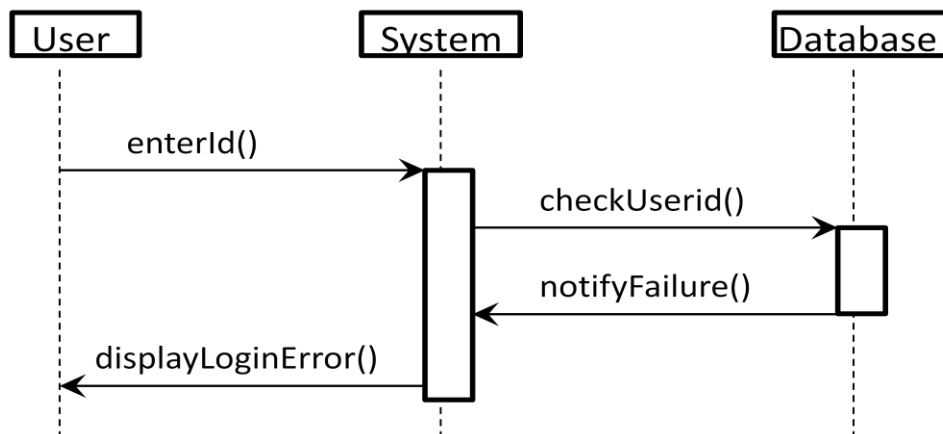 User
System
Database
enterId()
checkUserid()
notifyFailure()
displayLoginError()